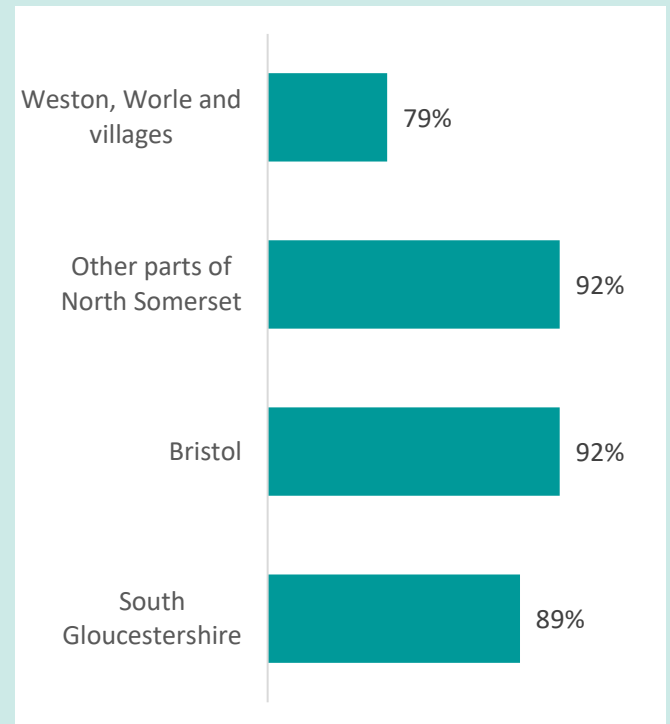 Weston, Worle and
villages
79%
Other parts of
North Somerset
92%
Bristol
92%
South
Gloucestershire
89%